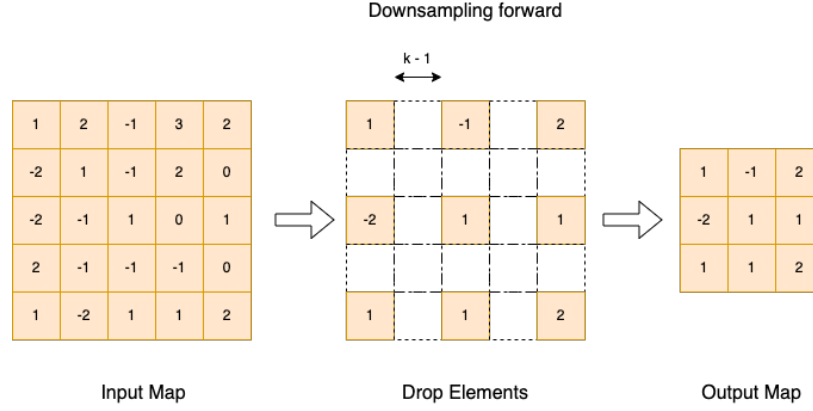 Downsampling forward
k - 1
1 2 -1 3 2
-2 1 -1 2 0
-2 -1 1 0 1
2 -1 -1 -1 0
1 -2 1 1 2
1 -1 2
-2 1 1
1 1 2
1 -1 2
-2 1 1
1 1 2
Input Map
Drop Elements
Output Map